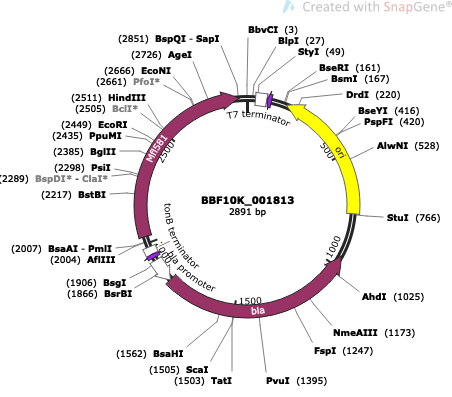 Created with SnapGene®
(2851) BspQI - SapI
(2726) AgeI
(2666) EcoNI
(2661) PfoI*
(2511) HindIII
(2505) BclI*
(2449) EcoRI
(2435) PpuMI
(2385) BglII
(2298) PsiI
2289) BspDI* - ClaI*
(2217) BstBI
(2007) BsaAI - PmlI
(2004) AflIII
(1906) BsgI
(1866) BsrBI
(1562) BsaHI
(1505) ScaI
(1503) TatI
BbvCI (3)
BlpI (27)
StyI (49)
BseRI (161)
BsmI (167)
DrdI (220)
BseYI (416)
PspFI (420)
AlwNI (528)
StuI (766)
AhdI (1025)
NmeAIII (1173)
FspI (1247)
PvuI (1395)
T7 terminator
ori
500
1000
1500
bla
bla promoter
tonB terminator
2500
BBF10K_001813
2891 bp